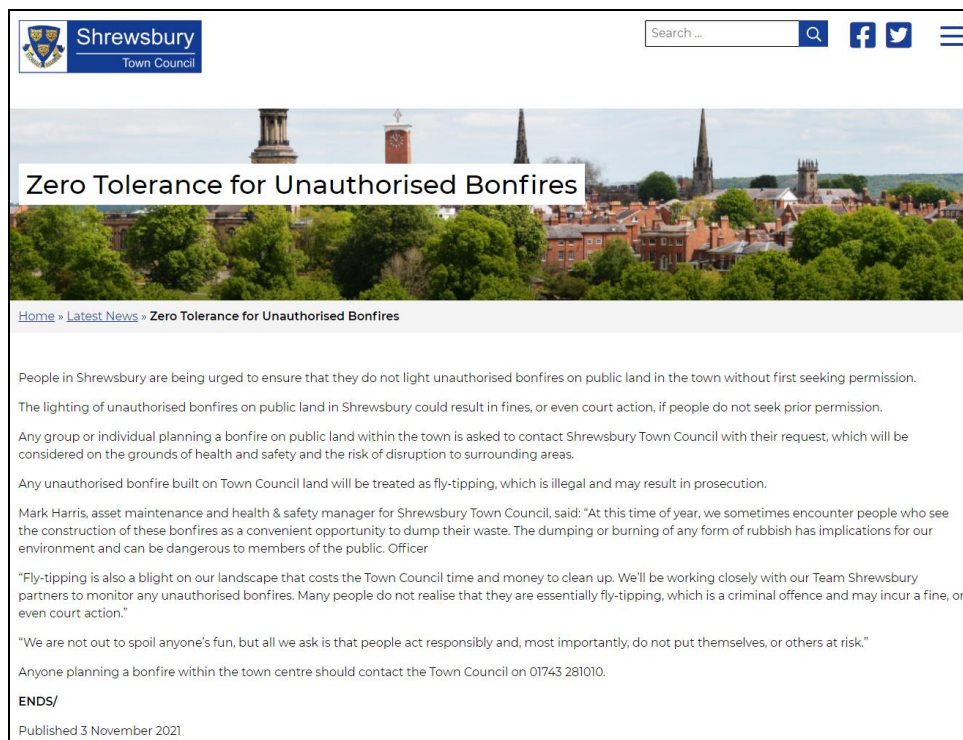 Shrewsbury
Town Council
Search ...
Zero Tolerance for Unauthorised Bonfires
Home » Latest News » Zero Tolerance for Unauthorised Bonfires
People in Shrewsbury are being urged to ensure that they do not light unauthorised bonfires on public land in the town without first seeking permission.
The lighting of unauthorised bonfires on public land in Shrewsbury could result in fines, or even court action, if people do not seek prior permission.
Any group or individual planning a bonfire on public land within the town is asked to contact Shrewsbury Town Council with their request, which will be
considered on the grounds of health and safety and the risk of disruption to surrounding areas.
Any unauthorised bonfire built on Town Council land will be treated as fly-tipping, which is illegal and may result in prosecution.
Mark Harris, asset maintenance and health & safety manager for Shrewsbury Town Council, said: “At this time of year, we sometimes encounter people who see
the construction of these bonfires as a convenient opportunity to dump their waste. The dumping or burning of any form of rubbish has implications for our
environment and can be dangerous to members of the public. Officer
“Fly-tipping is also a blight on our landscape that costs the Town Council time and money to clean up. We’ll be working closely with our Team Shrewsbury
partners to monitor any unauthorised bonfires. Many people do not realise that they are essentially fly-tipping, which is a criminal offence and may incur a fine, or
even court action.”
“We are not out to spoil anyone’s fun, but all we ask is that people act responsibly and, most importantly, do not put themselves, or others at risk.”
Anyone planning a bonfire within the town centre should contact the Town Council on 01743 281010.
ENDS/
Published 3 November 2021